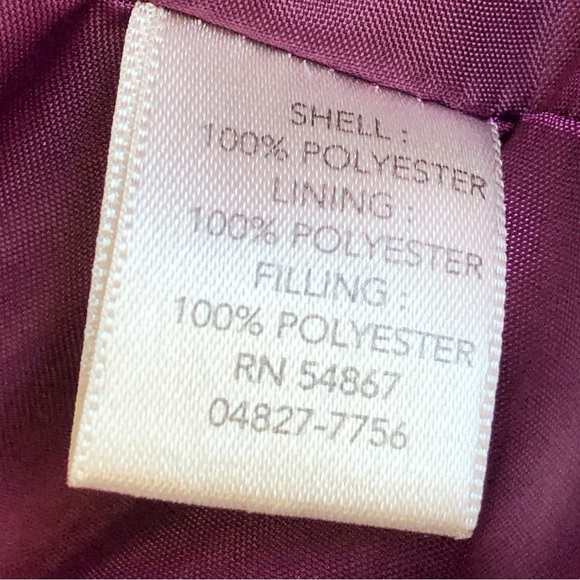 SHELL :
100% POLYESTER
LINING :
100% POLYESTER
FILLING :
100% POLYESTER
RN 54867
04827-7756